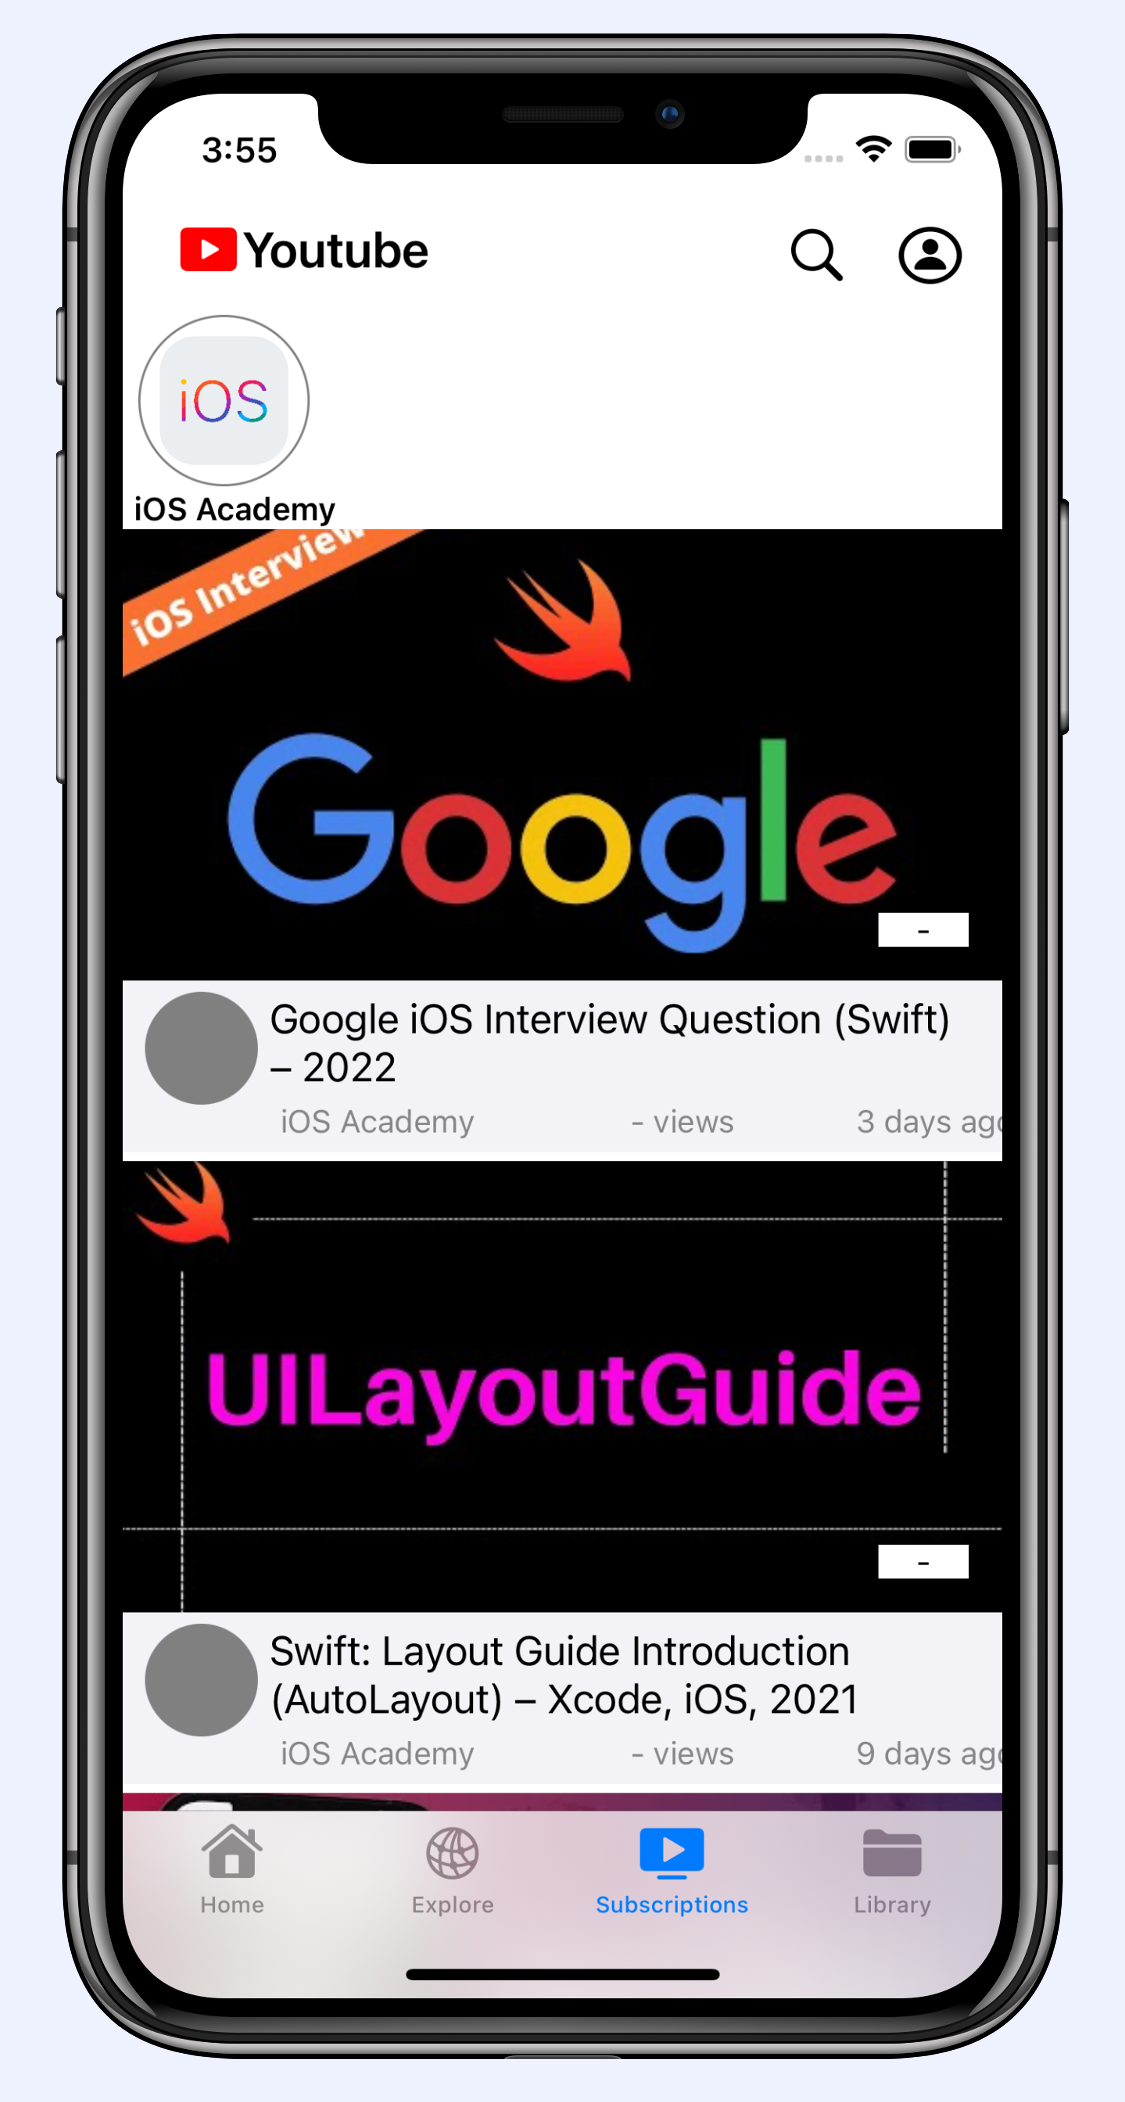 3:55
Youtube
iOS
iOS Academy
iOS Interview
Google
-
Google iOS Interview Question (Swift)
– 2022
iOS Academy - views 3 days ago
UILayoutGuide
-
Swift: Layout Guide Introduction
(AutoLayout) – Xcode, iOS, 2021
iOS Academy - views 9 days ago
Home Explore Subscriptions Library